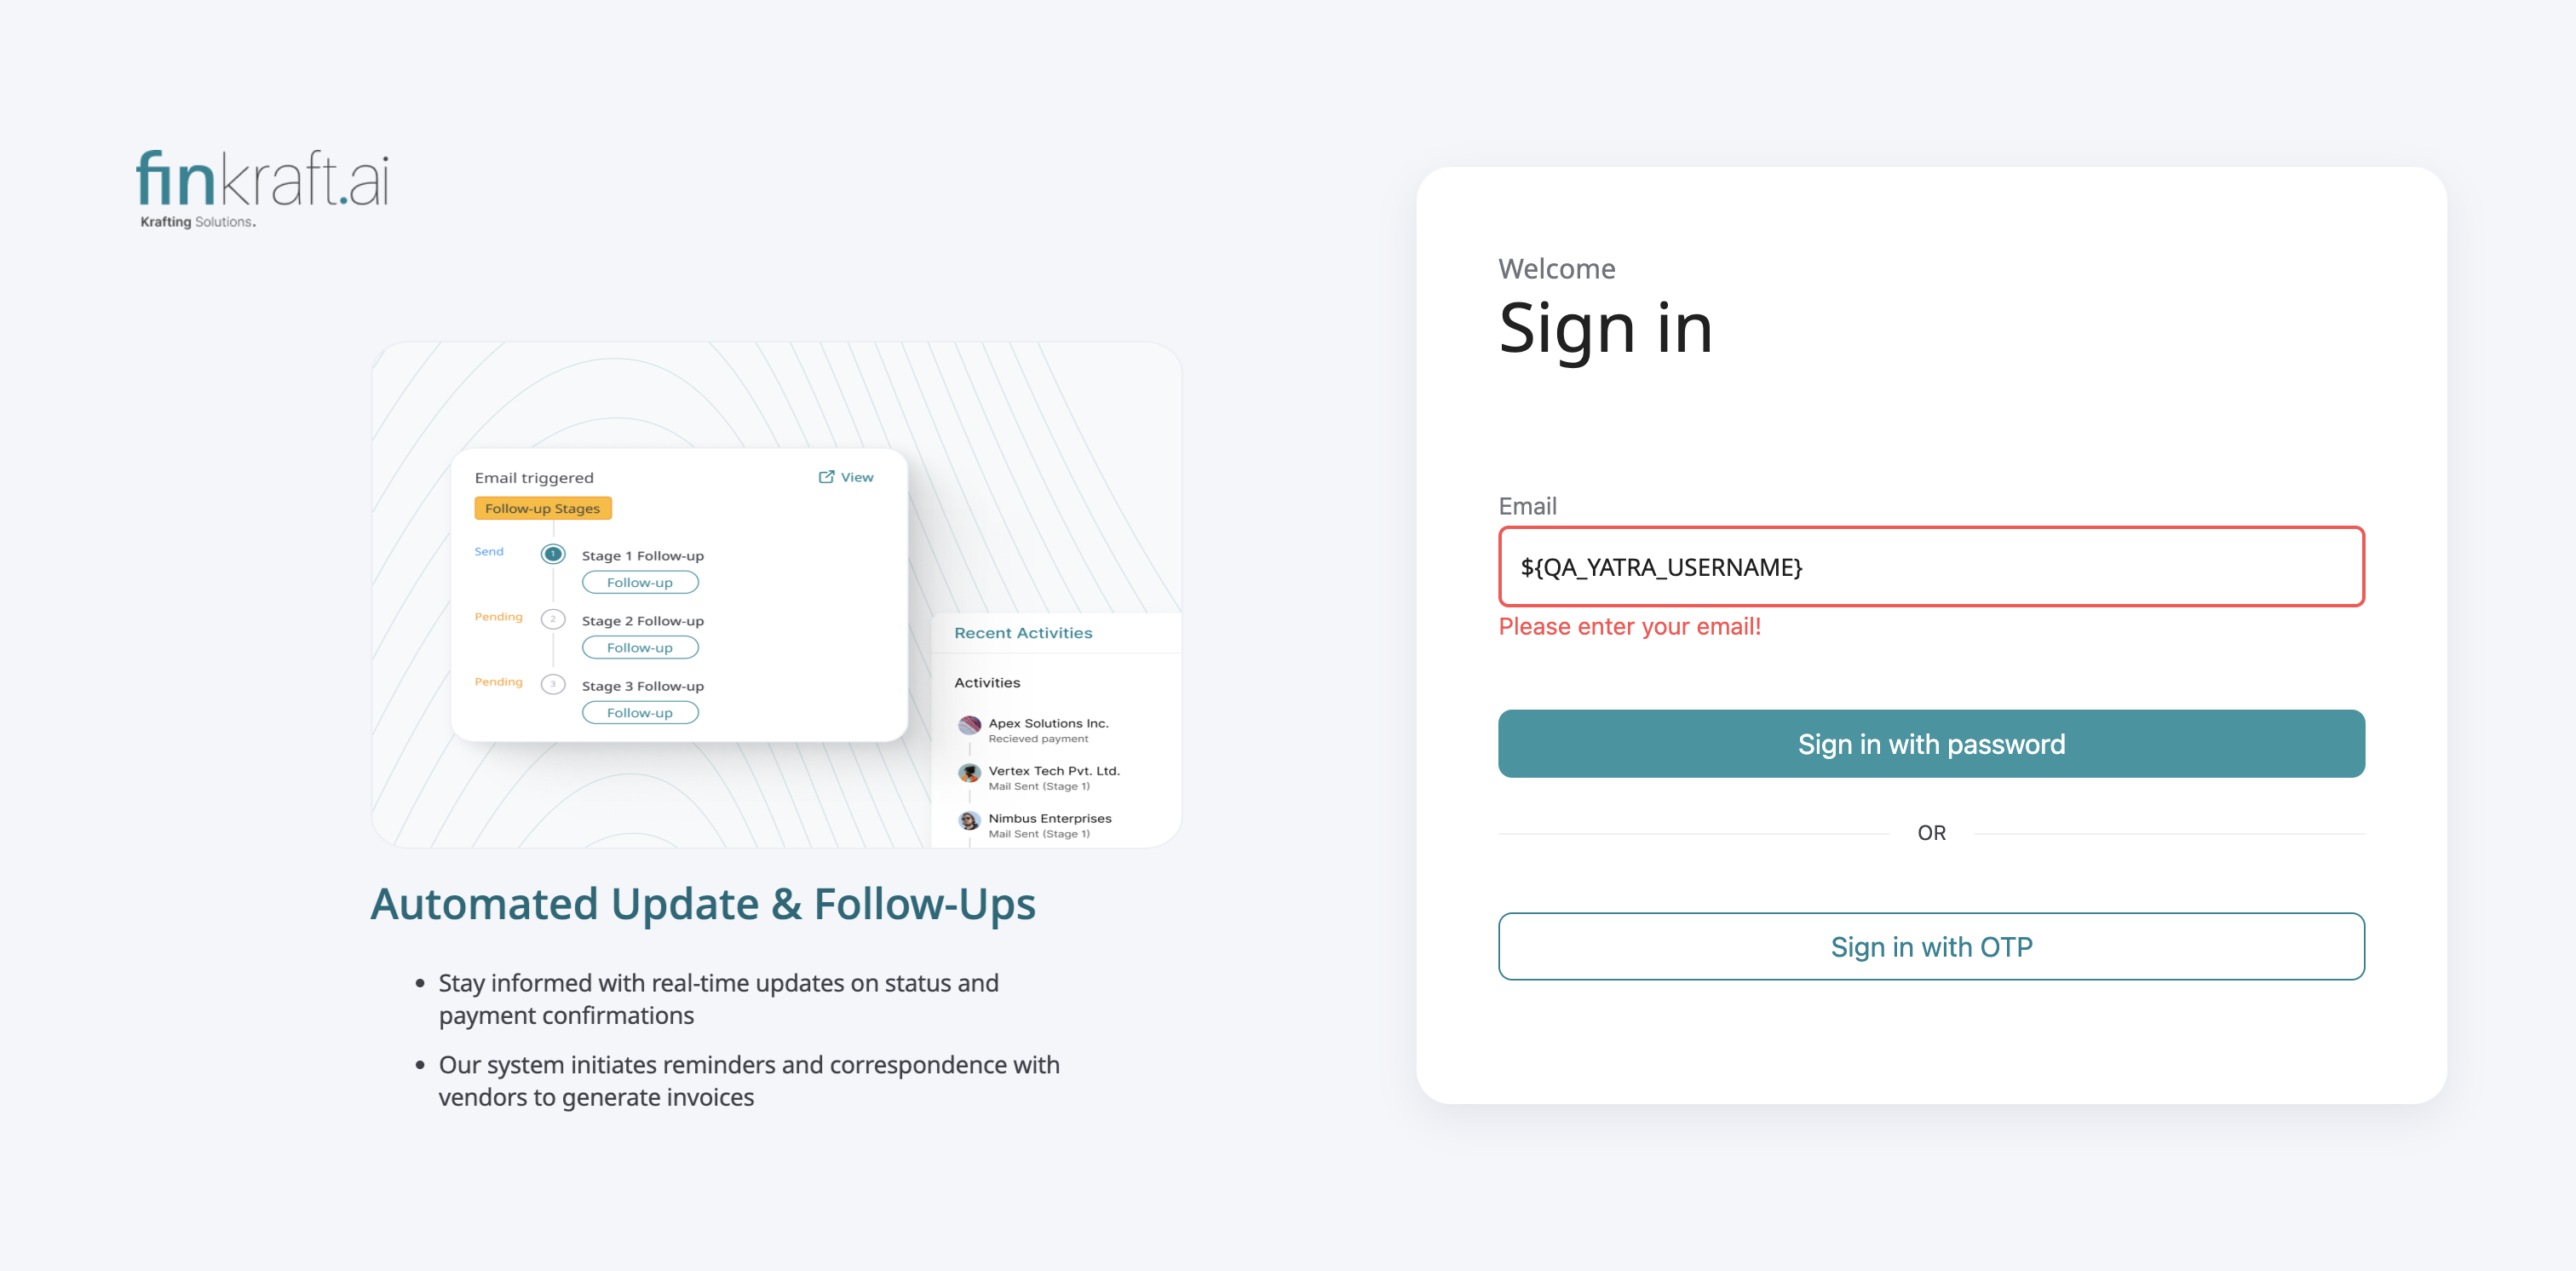 finkraft.ai
Krafting Solutions.
Email triggered
View
Follow-up Stages
Send
1
Stage 1 Follow-up
Follow-up
Pending
2
Stage 2 Follow-up
Follow-up
Pending
3
Stage 3 Follow-up
Follow-up
Recent Activities
Activities
Apex Solutions Inc.
Recieved payment
Vertex Tech Pvt. Ltd.
Mail Sent (Stage 1)
Nimbus Enterprises
Mail Sent (Stage 1)
Automated Update & Follow-Ups
• Stay informed with real-time updates on status and
payment confirmations
• Our system initiates reminders and correspondence with
vendors to generate invoices
Welcome
Sign in
Email
${QA_YATRA_USERNAME}
Please enter your email!
Sign in with password
OR
Sign in with OTP